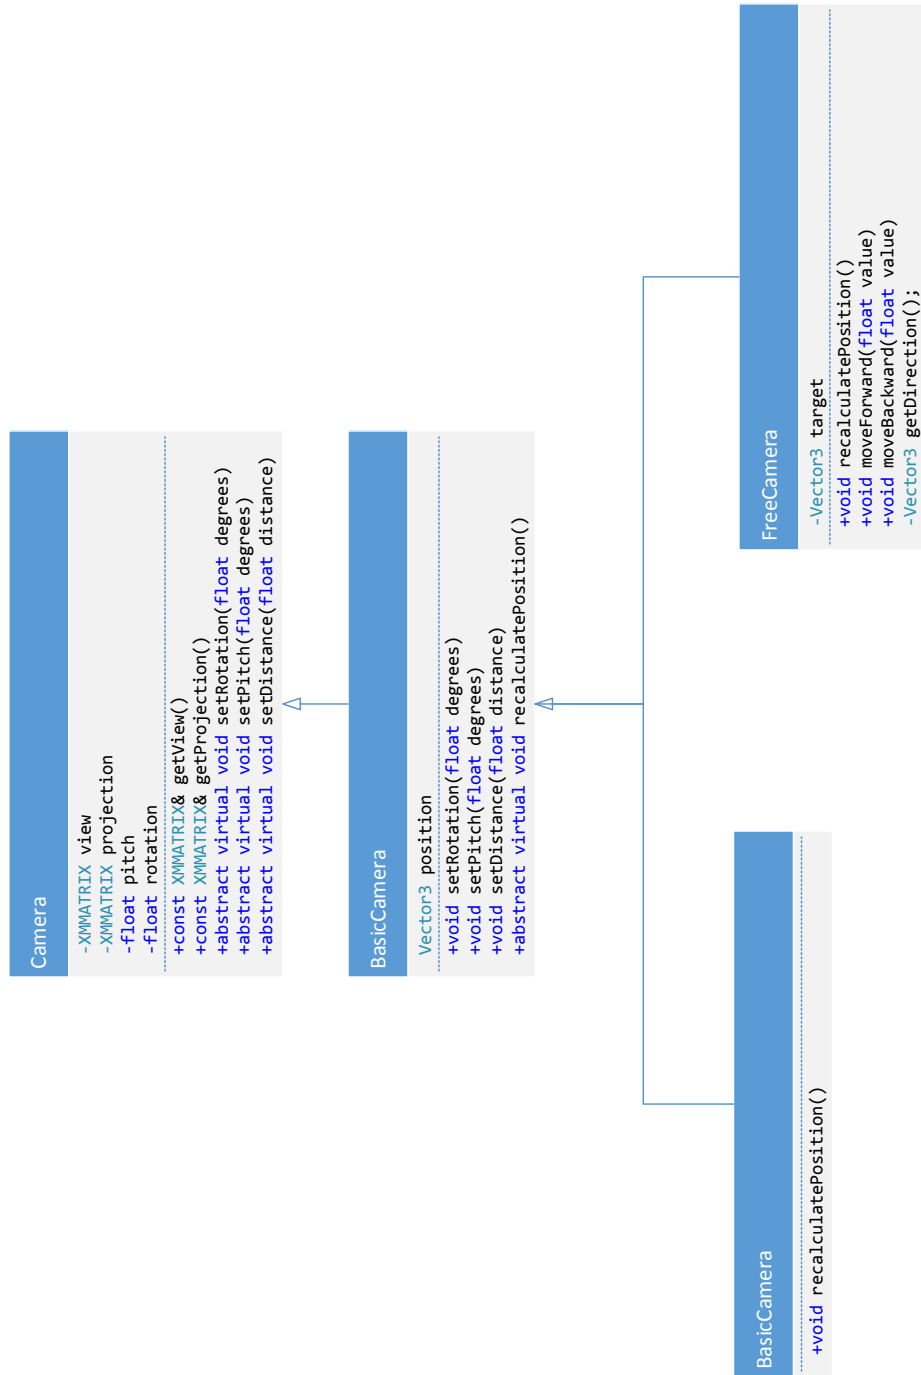 Camera
-XMMATRIX view
-XMMATRIX projection
-float pitch
-float rotation
+const XMMATRIX& getView()
+const XMMATRIX& getProjection()
+abstract virtual void setRotation(float degrees)
+abstract virtual void setPitch(float degrees)
+abstract virtual void setDistance(float distance)
BasicCamera
Vector3 position
+void setRotation(float degrees)
+void setPitch(float degrees)
+void setDistance(float distance)
+abstract virtual void recalculatePosition()
BasicCamera
+void recalculatePosition()
FreeCamera
-Vector3 target
+void recalculatePosition()
+void moveForward(float value)
+void moveBackward(float value)
-Vector3 getDirection();